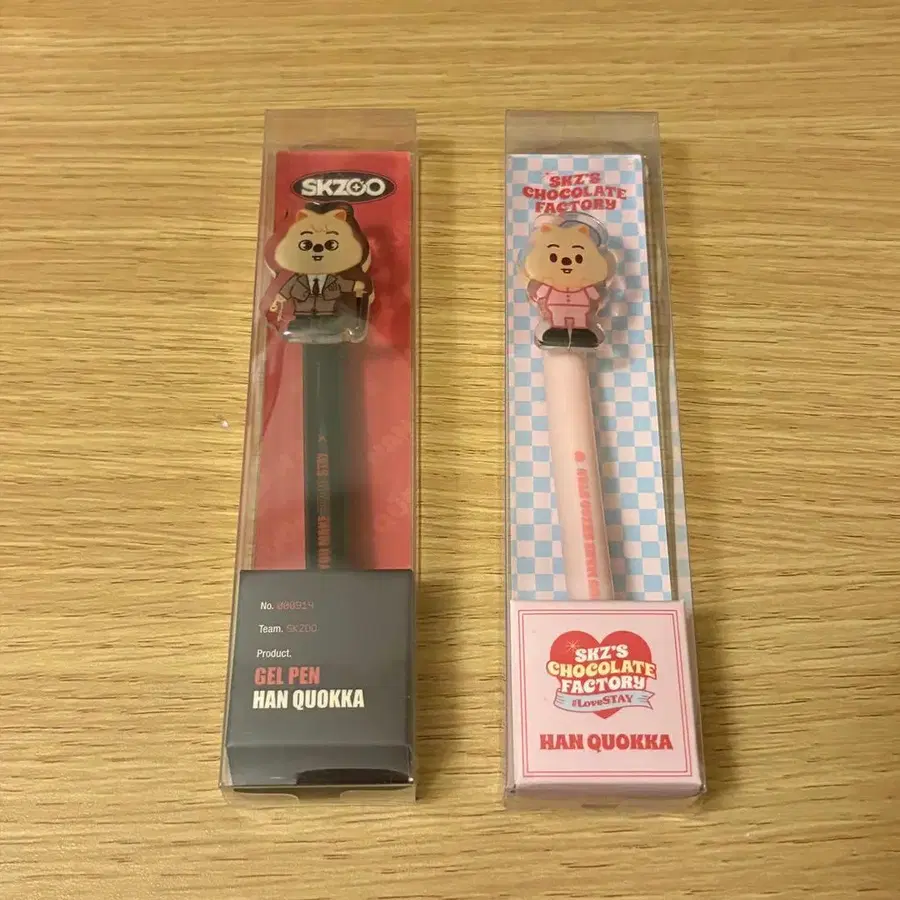 SKZOO
No. 000914
Team. SKZOO
Product.
GEL PEN
HAN QUOKKA
SKZ'S
CHOCOLATE
FACTORY
SKZ'S
CHOCOLATE
FACTORY
#LoveSTAY
HAN QUOKKA